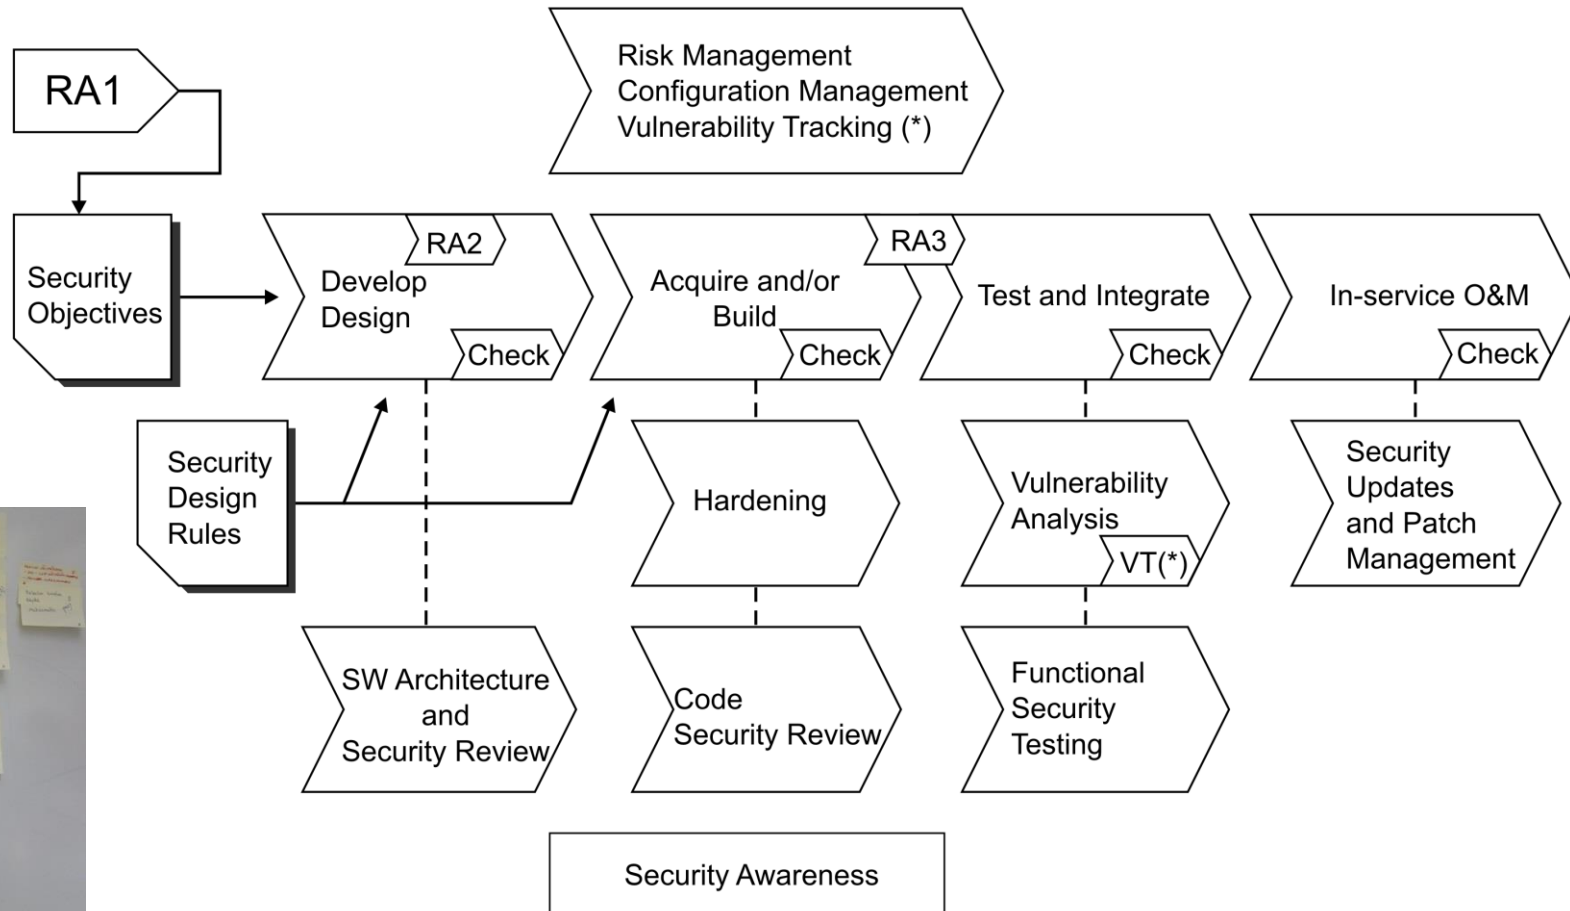 RA1
Risk Management
Configuration Management
Vulnerability Tracking (*)
Security
Objectives
RA2
Develop
Design
Check
Acquire and/or
Build
RA3
Check
Test and Integrate
Check
In-service O&M
Check
Security
Design
Rules
Hardening
Vulnerability
Analysis
VT(*)
Security
Updates
and Patch
Management
SW Architecture
and
Security Review
Code
Security Review
Functional
Security
Testing
Security Awareness